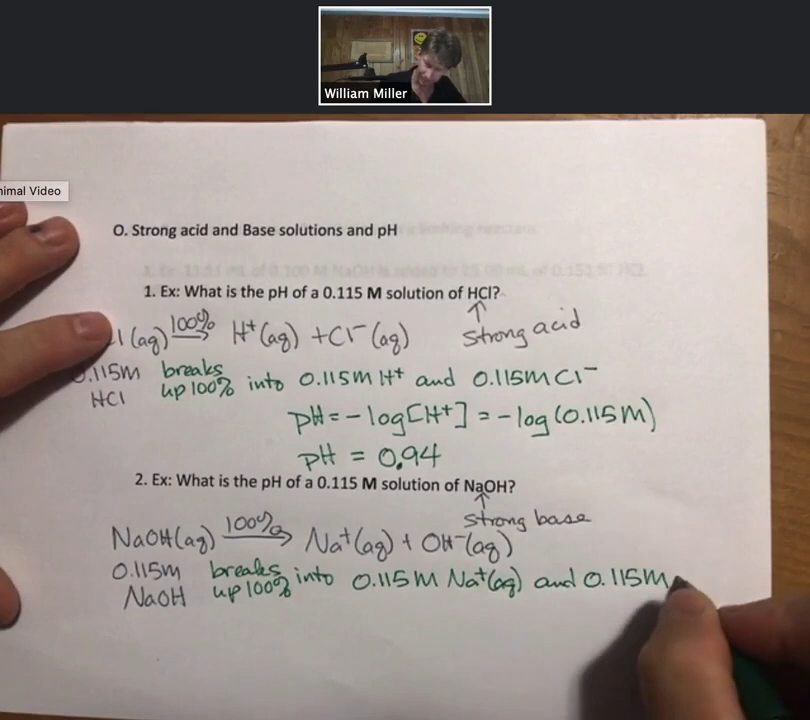 William Miller
nimal Video
O. Strong acid and Base solutions and pH
1. Ex: What is the pH of a 0.115 M solution of HCl?
l (aq) 100% → H⁺ (aq) + Cl⁻ (aq)
strong acid
0.115M breaks up 100% into 0.115M H⁺ and 0.115M Cl⁻
HCl
pH = - log[H⁺] = - log (0.115M)
pH = 0.94
2. Ex: What is the pH of a 0.115 M solution of NaOH?
strong base
NaOH(aq) 100% → Na⁺(aq) + OH⁻(aq)
0.115M breaks up 100% into 0.115M Na⁺(aq) and 0.115M
NaOH